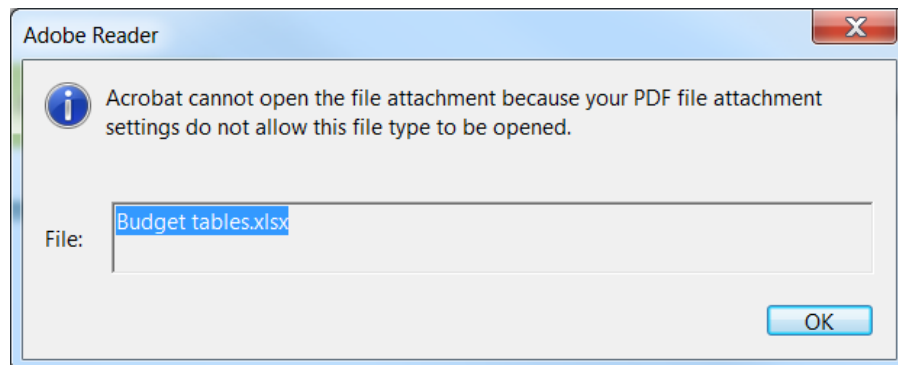 Adobe Reader
Acrobat cannot open the file attachment because your PDF file attachment
settings do not allow this file type to be opened.
File:
Budget tables.xlsx
OK